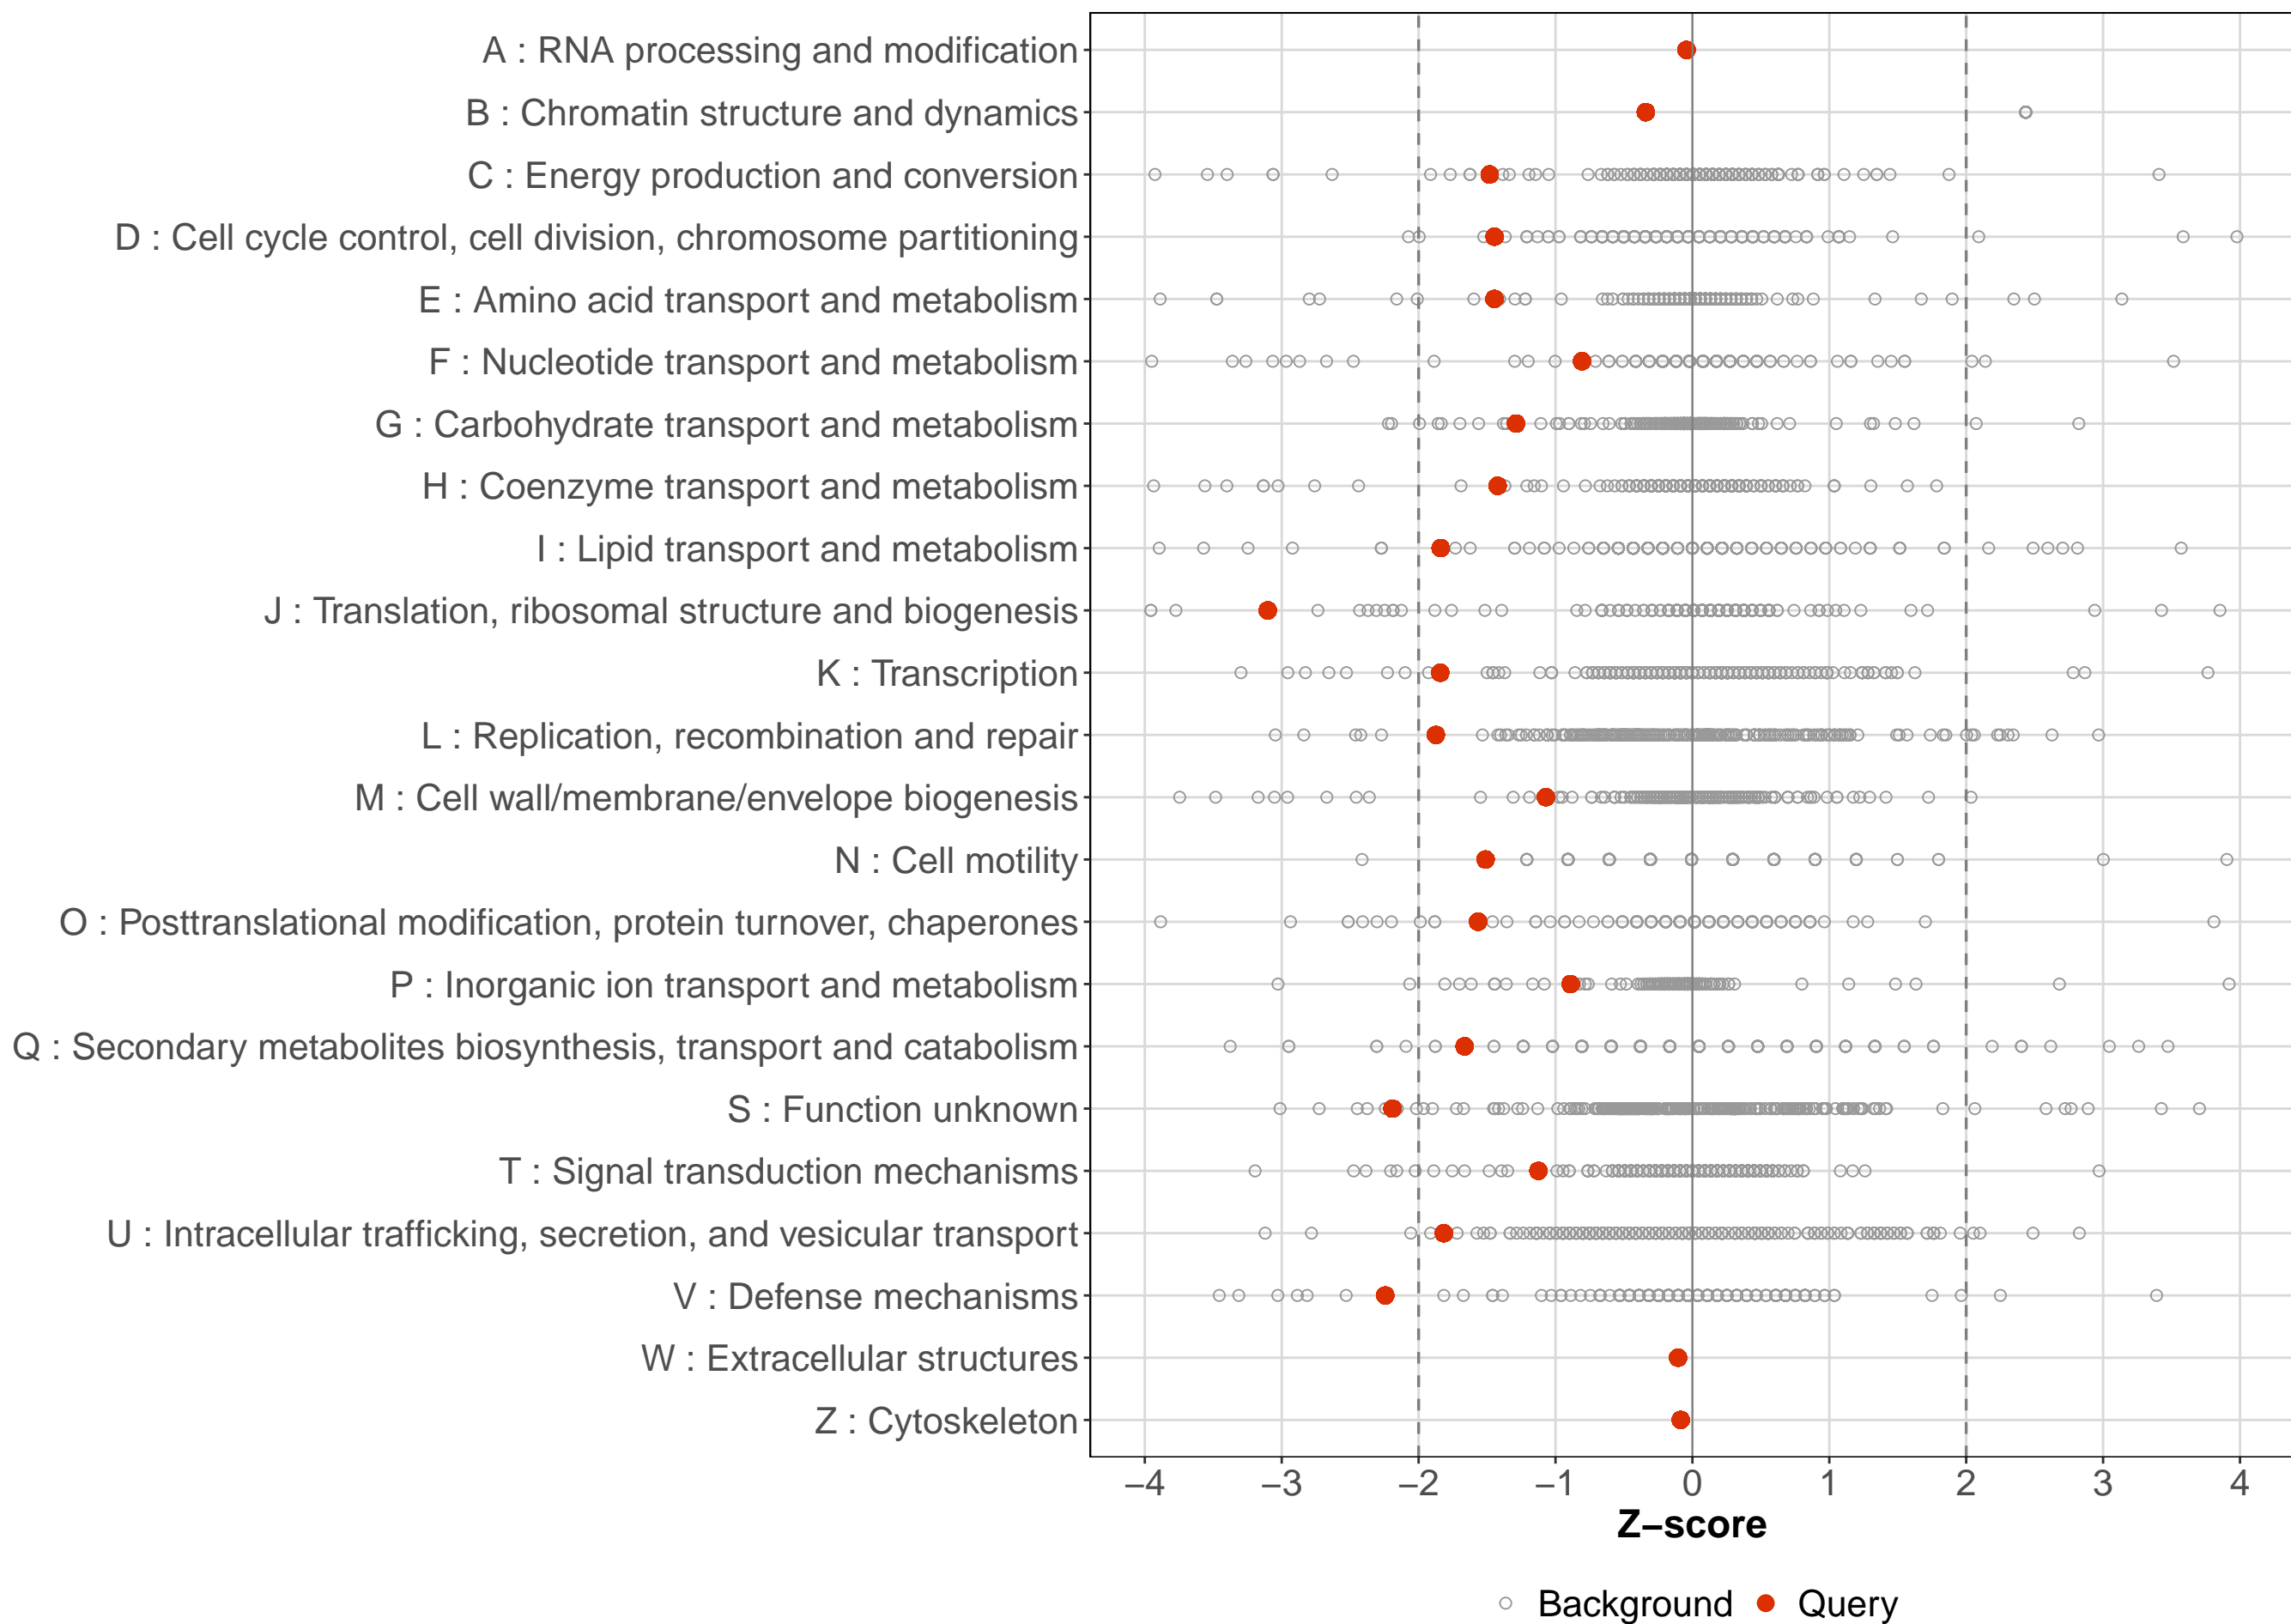 A : RNA processing and modification
B : Chromatin structure and dynamics
C : Energy production and conversion
D : Cell cycle control, cell division, chromosome partitioning
E : Amino acid transport and metabolism
F : Nucleotide transport and metabolism
G : Carbohydrate transport and metabolism
H : Coenzyme transport and metabolism
I : Lipid transport and metabolism
J : Translation, ribosomal structure and biogenesis
K : Transcription
L : Replication, recombination and repair
M : Cell wall/membrane/envelope biogenesis
N : Cell motility
O : Posttranslational modification, protein turnover, chaperones
P : Inorganic ion transport and metabolism
Q : Secondary metabolites biosynthesis, transport and catabolism
S : Function unknown
T : Signal transduction mechanisms
U : Intracellular trafficking, secretion, and vesicular transport
V : Defense mechanisms
W : Extracellular structures
Z : Cytoskeleton
−4 −3 −2 −1 0 1 2 3 4
Z−score
Background Query